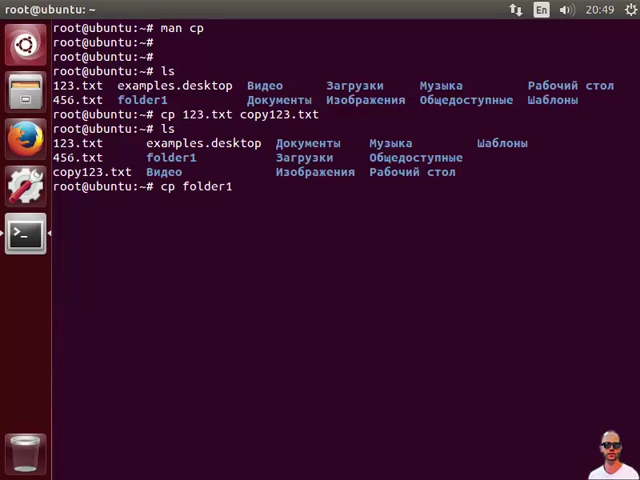 root@ubuntu: ~ En 20:49
root@ubuntu:~# man cp
root@ubuntu:~#
root@ubuntu:~#
root@ubuntu:~# ls
123.txt examples.desktop Видео Загрузки Музыка Рабочий стол
456.txt folder1 Документы Изображения Общедоступные Шаблоны
root@ubuntu:~# cp 123.txt copy123.txt
root@ubuntu:~# ls
123.txt examples.desktop Документы Музыка Шаблоны
456.txt folder1 Загрузки Общедоступные
copy123.txt Видео Изображения Рабочий стол
root@ubuntu:~# cp folder1